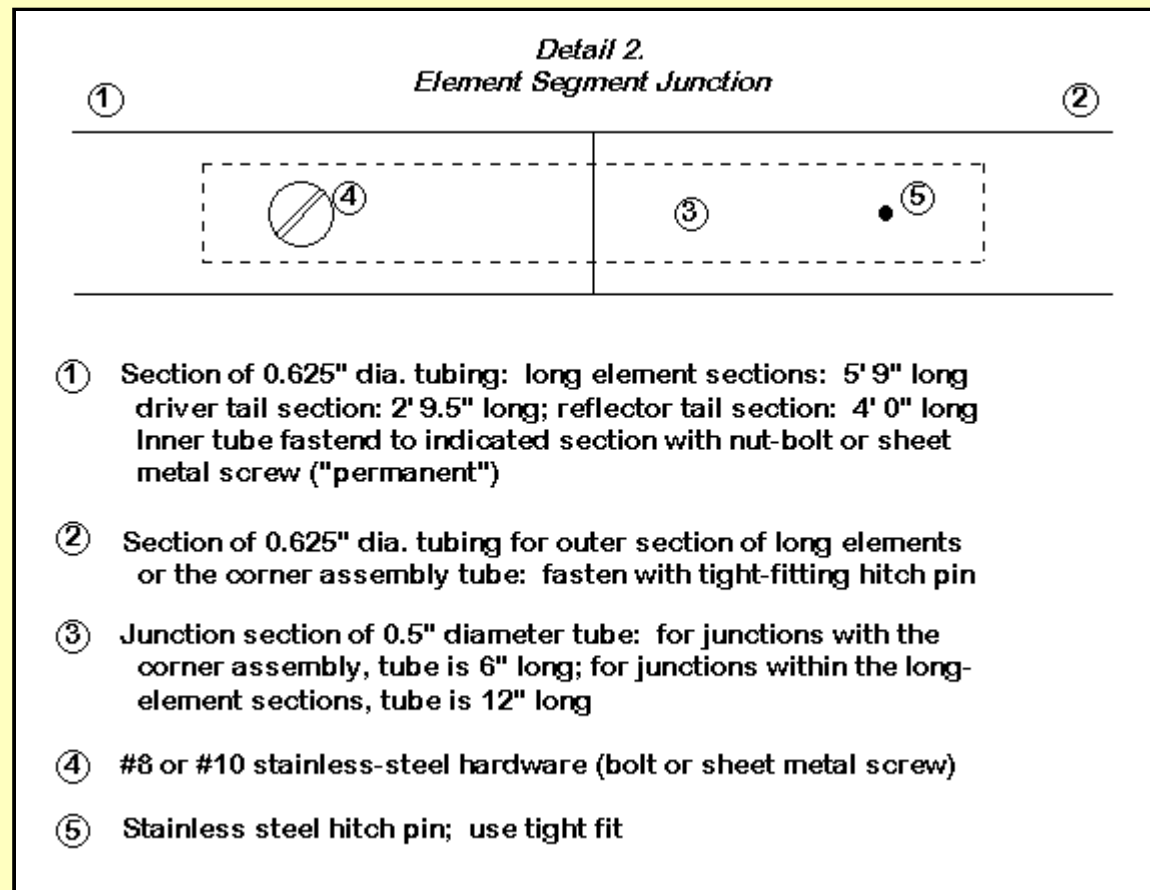 Detail 2.
Element Segment Junction
1 2
4 3 5
1 Section of 0.625" dia. tubing: long element sections: 5' 9" long
driver tail section: 2' 9.5" long; reflector tail section: 4' 0" long
Inner tube fastend to indicated section with nut-bolt or sheet
metal screw ("permanent")
2 Section of 0.625" dia. tubing for outer section of long elements
or the corner assembly tube: fasten with tight-fitting hitch pin
3 Junction section of 0.5" diameter tube: for junctions with the
corner assembly, tube is 6" long; for junctions within the long-
element sections, tube is 12" long
4 #8 or #10 stainless-steel hardware (bolt or sheet metal screw)
5 Stainless steel hitch pin; use tight fit